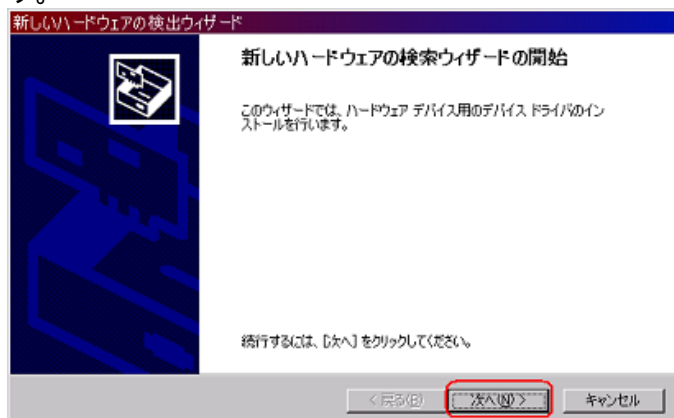 す。
新しいハードウェアの検出ウィザード
新しいハードウェアの検索ウィザードの開始
このウィザードでは、ハードウェア デバイス用のデバイス ドライバのイン
ストールを行います。
続行するには、[次へ] をクリックしてください。
< 戻る(B)
次へ(N) >
キャンセル